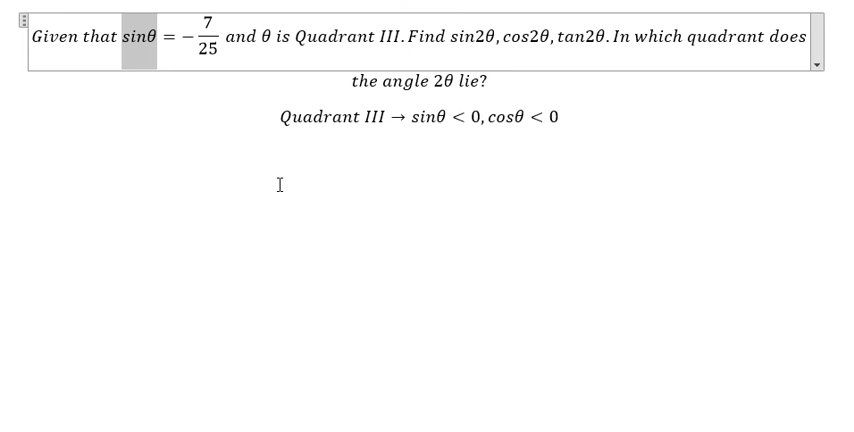 Given that sinθ = −7/25 and θ is Quadrant III. Find sin2θ, cos2θ, tan2θ. In which quadrant does
the angle 2θ lie?
Quadrant III → sinθ < 0, cosθ < 0